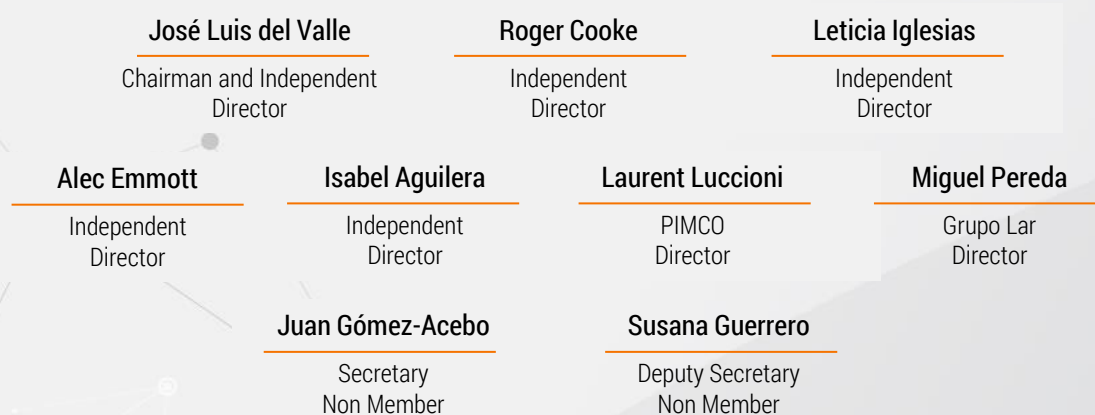 José Luis del Valle
Chairman and Independent
Director
Roger Cooke
Independent
Director
Leticia Iglesias
Independent
Director
Alec Emmott
Independent
Director
Isabel Aguilera
Independent
Director
Laurent Luccioni
PIMCO
Director
Miguel Pereda
Grupo Lar
Director
Juan Gómez-Acebo
Secretary
Non Member
Susana Guerrero
Deputy Secretary
Non Member